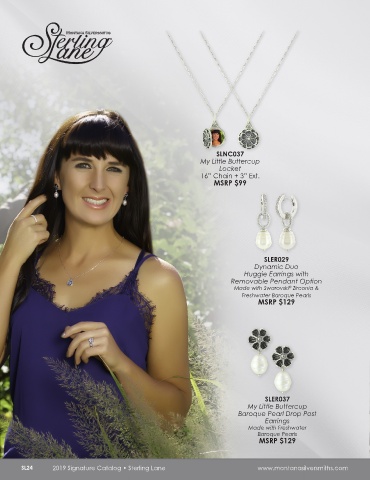 MONTANA SILVERSMITHS
Sterling
Lane
SLNC037
My Little Buttercup
Locket
16" Chain + 3" Ext.
MSRP $99
SLER029
Dynamic Duo
Huggie Earrings with
Removable Pendant Option
Made with Swarovski® Zirconia &
Freshwater Baroque Pearls
MSRP $129
SLER037
My Little Buttercup
Baroque Pearl Drop Post
Earrings
Made with Freshwater
Baroque Pearls
MSRP $129
SL24 2019 Signature Catalog • Sterling Lane www.montanasilversmiths.com